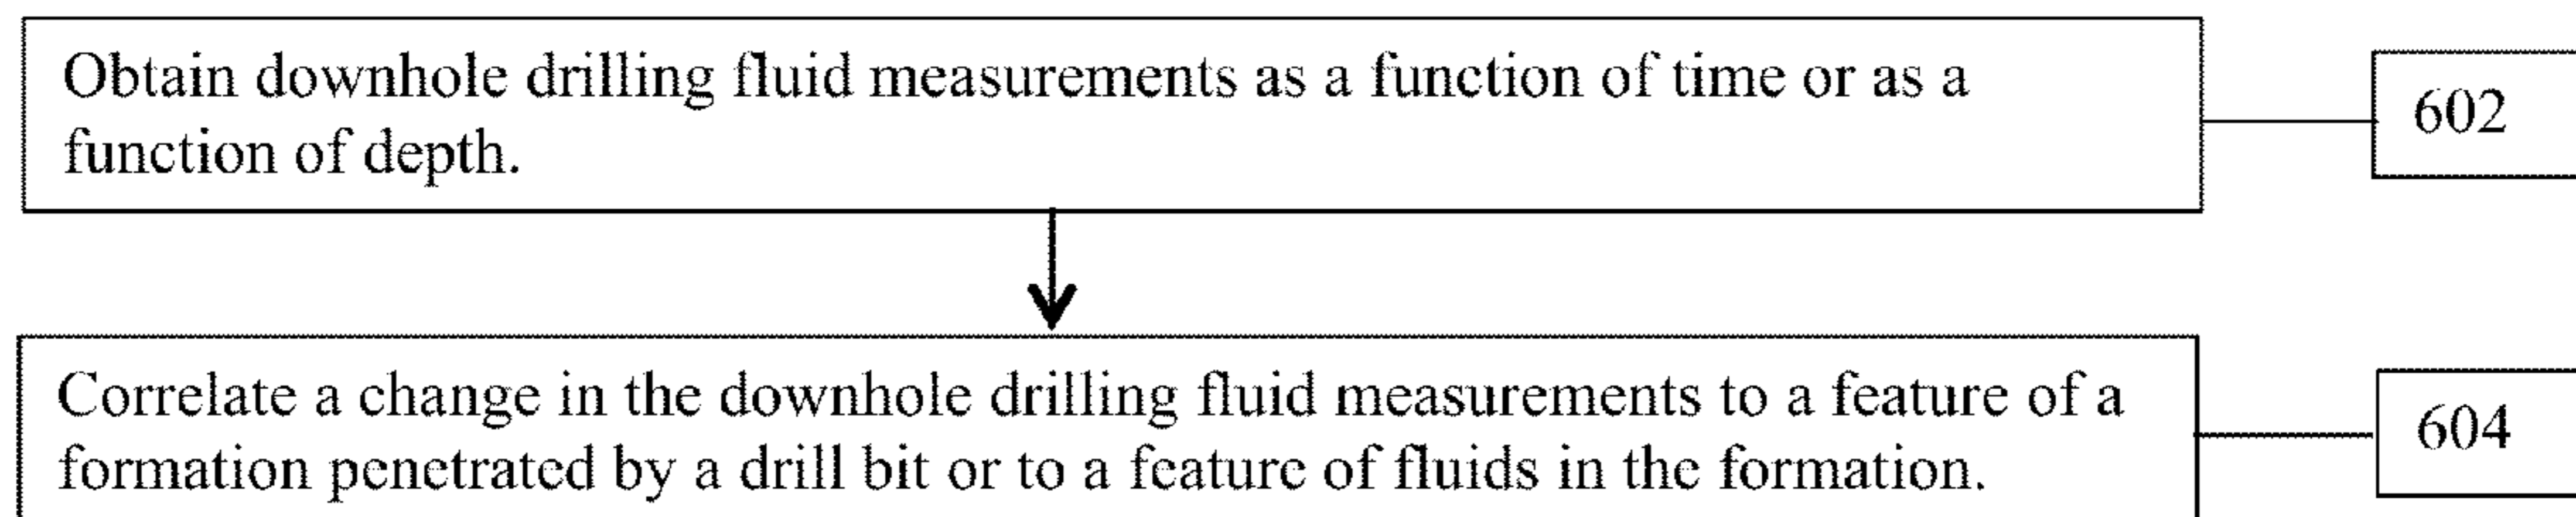 Obtain downhole drilling fluid measurements as a function of time or as a
function of depth.
602
Correlate a change in the downhole drilling fluid measurements to a feature of a
formation penetrated by a drill bit or to a feature of fluids in the formation.
604